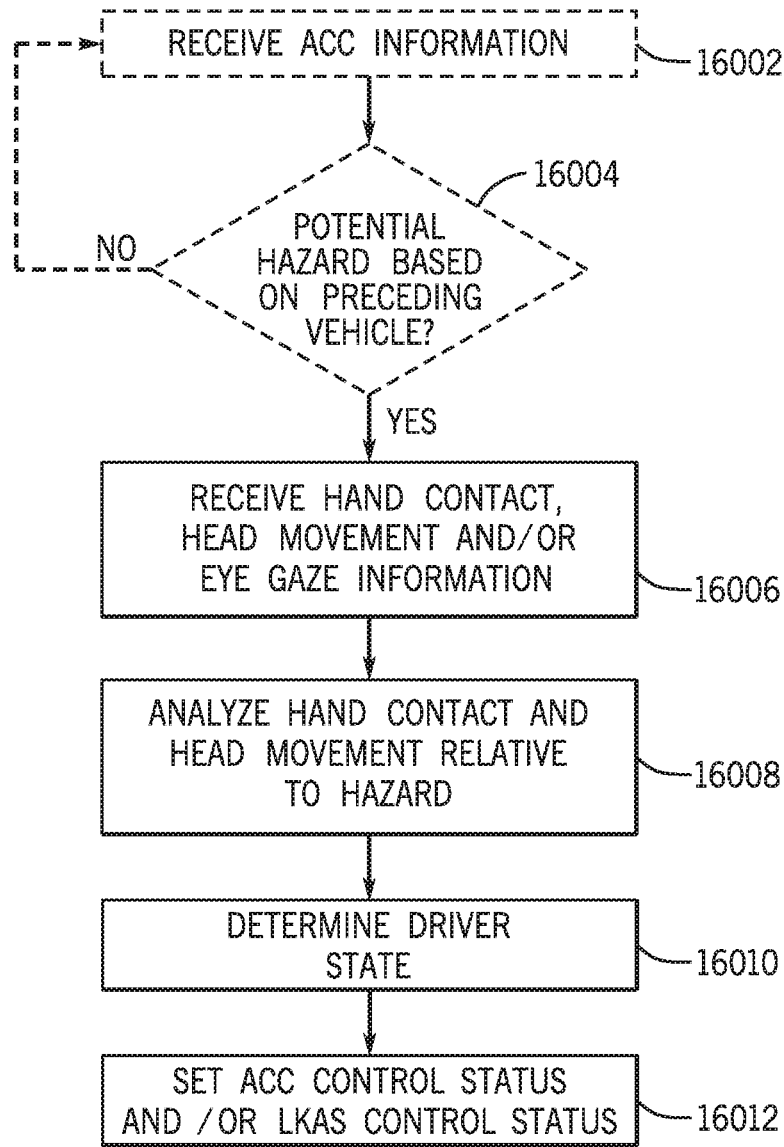 RECEIVE ACC INFORMATION
16002
16004
POTENTIAL
HAZARD BASED
ON PRECEDING
VEHICLE?
NO
YES
RECEIVE HAND CONTACT,
HEAD MOVEMENT AND/OR
EYE GAZE INFORMATION
16006
ANALYZE HAND CONTACT AND
HEAD MOVEMENT RELATIVE
TO HAZARD
16008
DETERMINE DRIVER
STATE
16010
SET ACC CONTROL STATUS
AND /OR LKAS CONTROL STATUS
16012